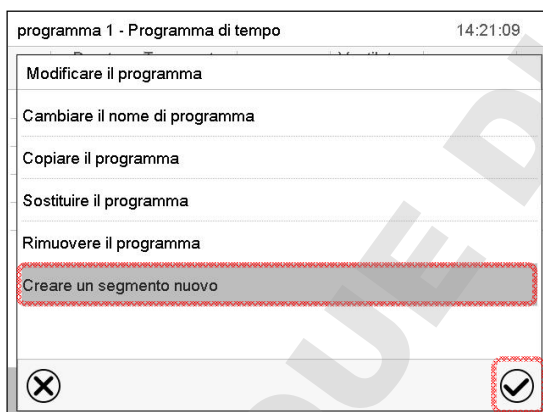 programma 1 - Programma di tempo 14:21:09
Modificare il programma
Cambiare il nome di programma
Copiare il programma
Sostituire il programma
Rimuovere il programma
Creare un segmento nuovo